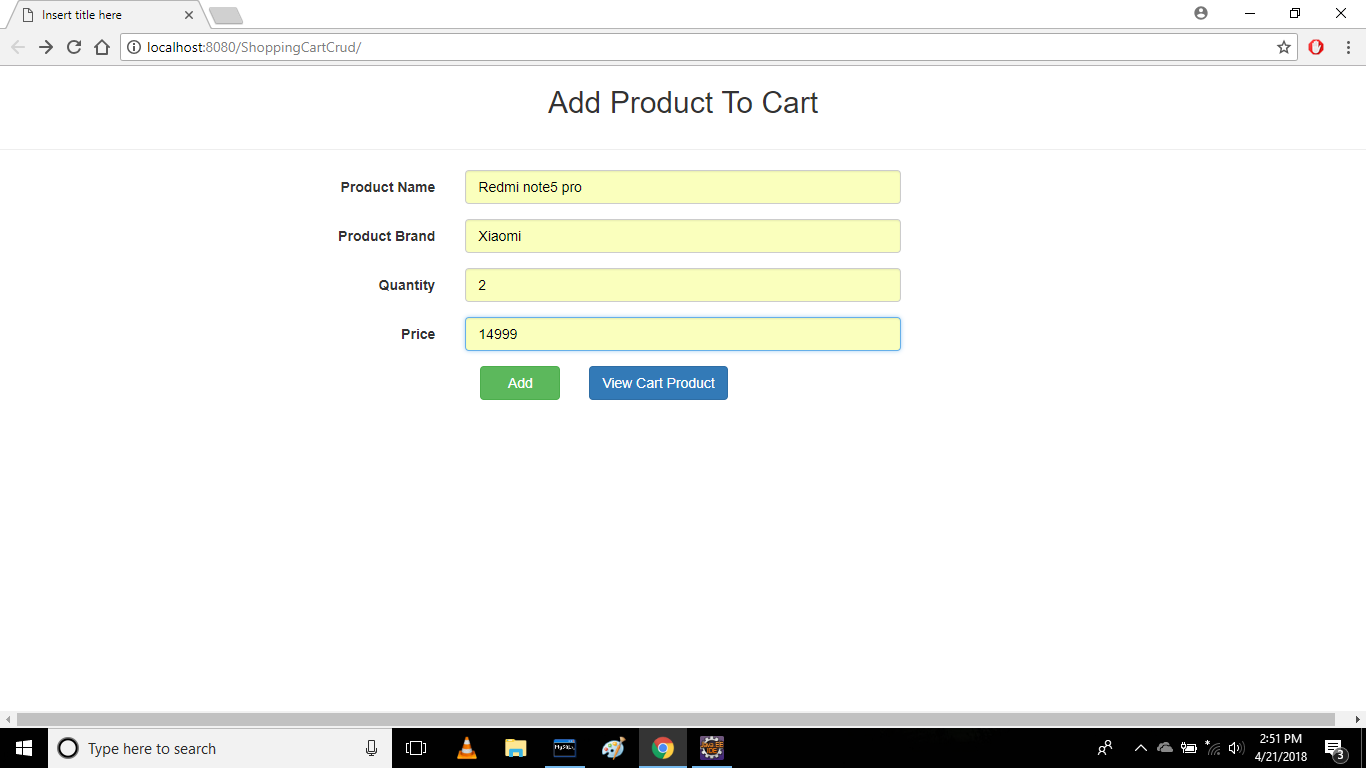 Insert title here
localhost:8080/ShoppingCartCrud/
Add Product To Cart
Product Name Redmi note5 pro
Product Brand Xiaomi
Quantity 2
Price 14999
Add View Cart Product
Type here to search
MySQL
2:51 PM
4/21/2018
3